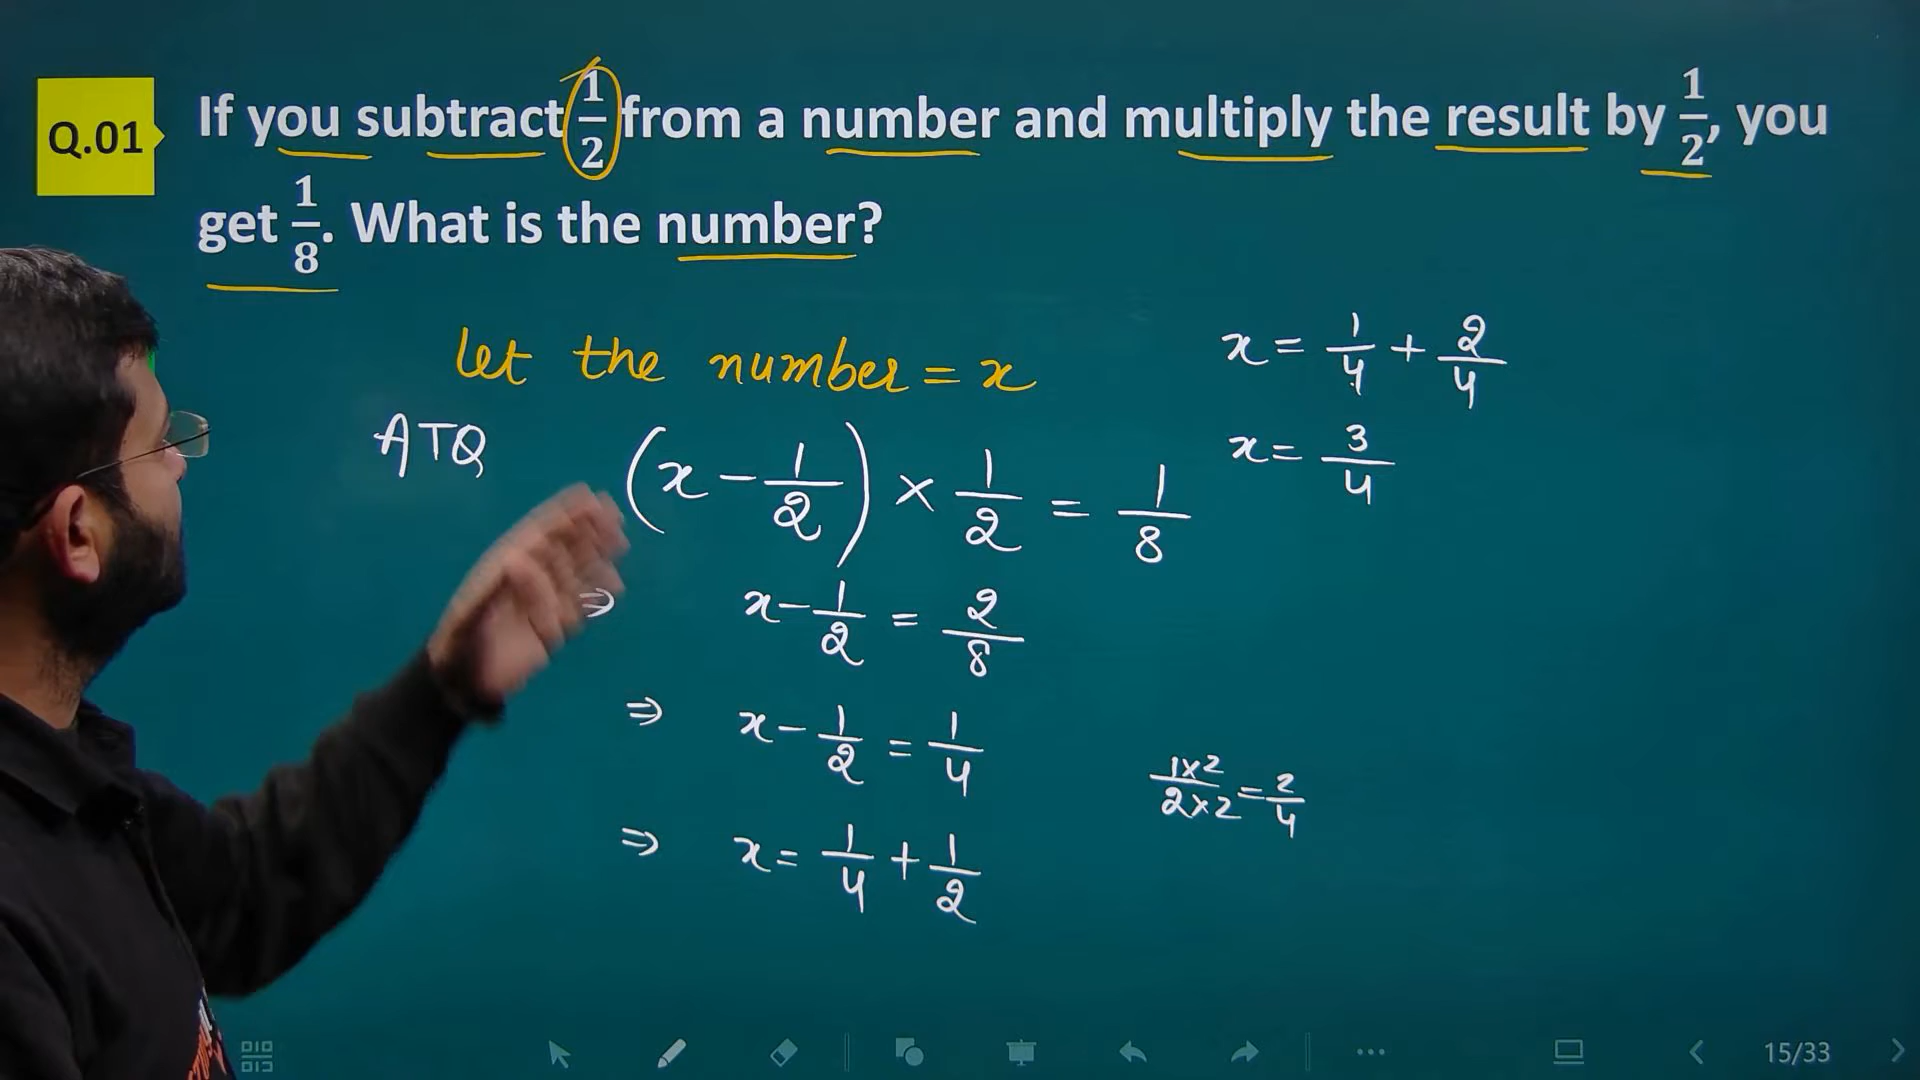 Q.01
If you subtract 1/2 from a number and multiply the result by 1/2, you
get 1/8. What is the number?
let the number = x
ATQ (x - 1/2) × 1/2 = 1/8
⇒ x - 1/2 = 2/8
⇒ x - 1/2 = 1/4
⇒ x = 1/4 + 1/2
x = 1/4 + 2/4
x = 3/4
1×2/2×2 = 2/4
15/33